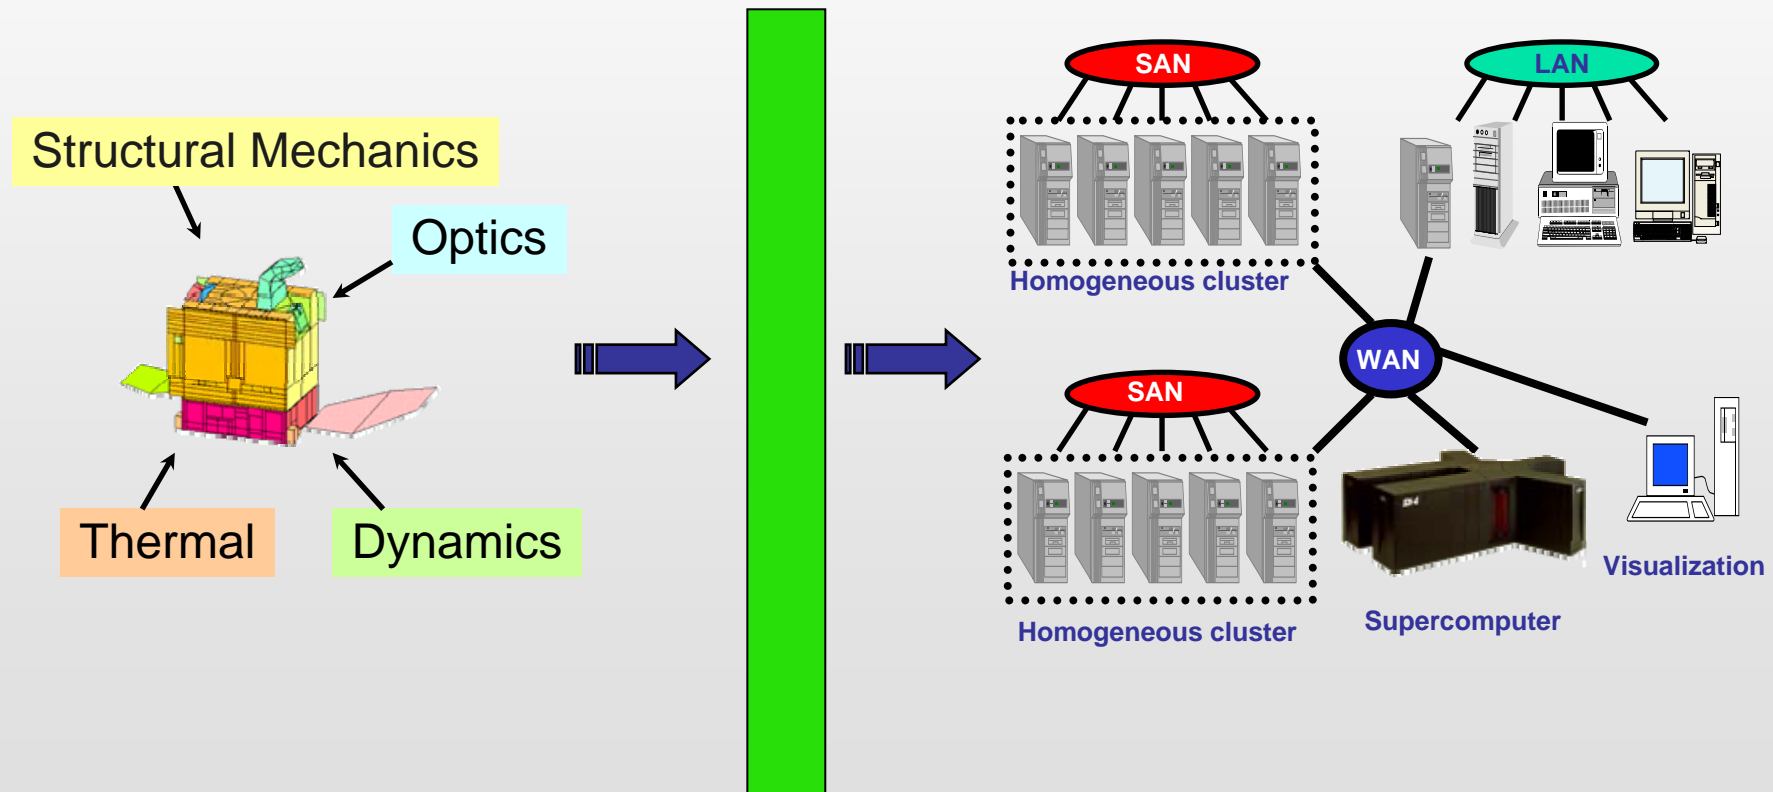 Structural Mechanics
Optics
Thermal
Dynamics
SAN
LAN
Homogeneous cluster
WAN
SAN
Homogeneous cluster
Supercomputer
Visualization